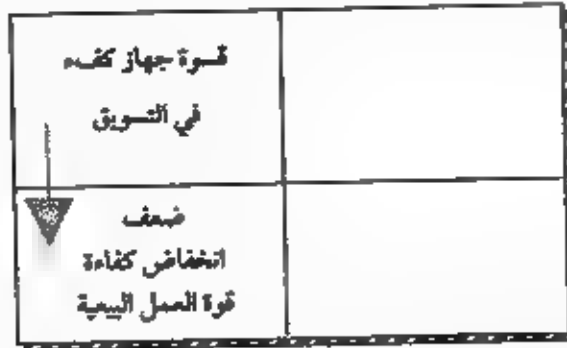 قوة جهاز كفء
في التسويق
ضعف
انخفاض كفاءة
قوة العمل البيعية